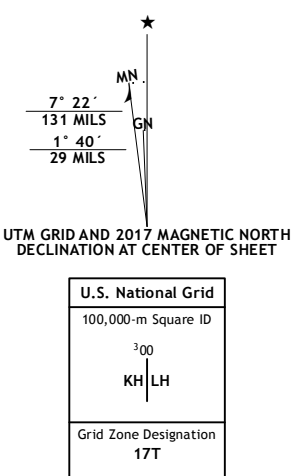 MN
GN
7° 22´
131 MILS
1° 40´
29 MILS
UTM GRID AND 2017 MAGNETIC NORTH
DECLINATION AT CENTER OF SHEET
U.S. National Grid
100,000-m Square ID
³00
KH LH
Grid Zone Designation
17T